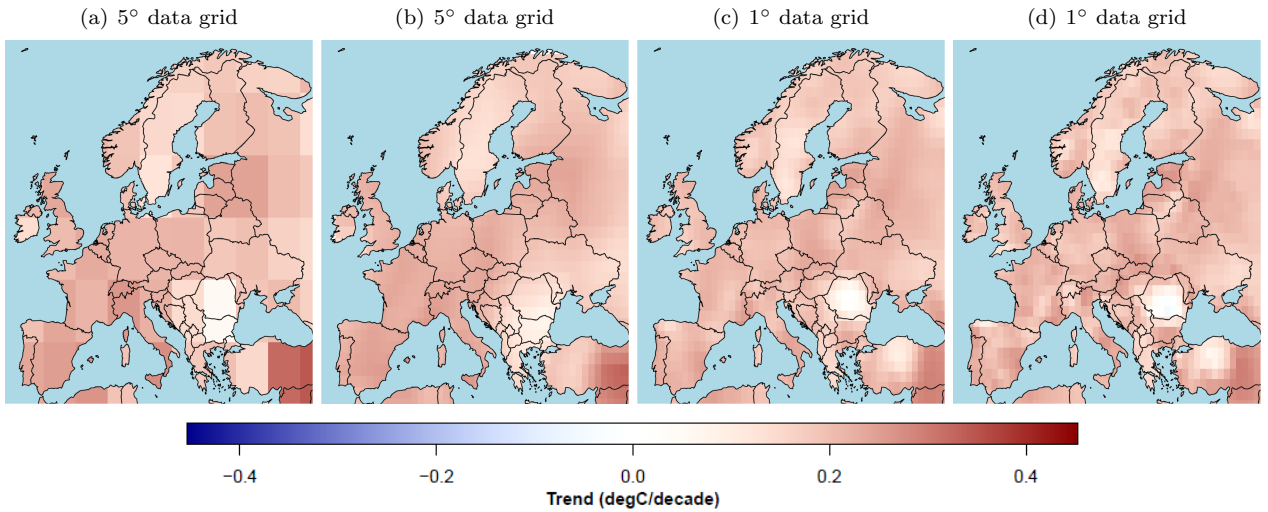 (a) 5° data grid
(b) 5° data grid
(c) 1° data grid
(d) 1° data grid
−0.4
−0.2
0.0
0.2
0.4
Trend (degC/decade)